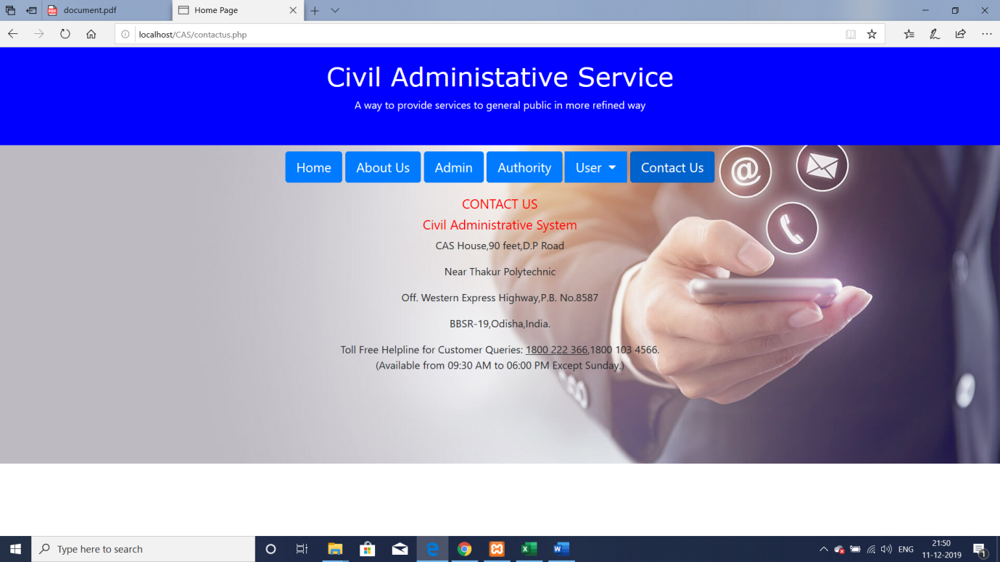 document.pdf
Home Page
localhost/CAS/contactus.php
Civil Administative Service
A way to provide services to general public in more refined way
Home About Us Admin Authority User Contact Us
CONTACT US
Civil Administrative System
CAS House,90 feet,D.P Road
Near Thakur Polytechnic
Off. Western Express Highway,P.B. No.8587
BBSR-19,Odisha,India.
Toll Free Helpline for Customer Queries: 1800 222 366,1800 103 4566.
(Available from 09:30 AM to 06:00 PM Except Sunday.)
Type here to search
ENG
21:50
11-12-2019
1